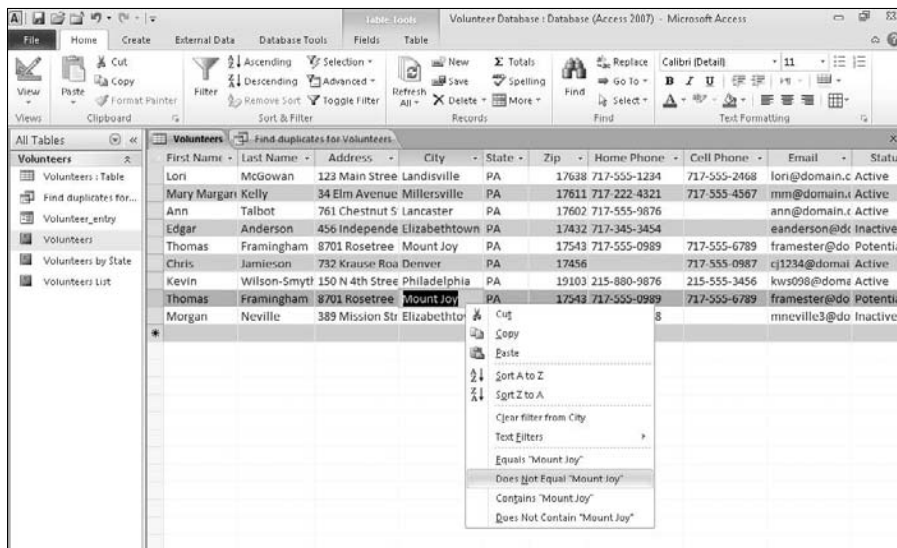 Table Tools Volunteer Database : Database (Access 2007) - Microsoft Access
File Home Create External Data Database Tools Fields Table
View
Views
Paste
Cut
Copy
Format Painter
Clipboard
Filter
Ascending
Descending
Remove Sort
Selection
Advanced
Toggle Filter
Sort & Filter
Refresh All
New
Save
Delete
Totals
Spelling
More
Records
Find
Replace
Go To
Select
Find
Calibri (Detail) 11
B I U
Text Formatting
All Tables
Volunteers
Volunteers : Table
Find duplicates for...
Volunteer_entry
Volunteers
Volunteers by State
Volunteers List
Volunteers Find duplicates for Volunteers
First Name Last Name Address City State Zip Home Phone Cell Phone Email Statu
Lori McGowan 123 Main Stree Landisville PA 17638 717-555-1234 717-555-2468 lori@domain.c Active
Mary Margar Kelly 34 Elm Avenue Millersville PA 17611 717-222-4321 717-555-4567 mm@domain.c Active
Ann Talbot 761 Chestnut S Lancaster PA 17602 717-555-9876 ann@domain.c Active
Edgar Anderson 456 Independe Elizabethtown PA 17432 717-345-3454 eanderson@do Inactive
Thomas Framingham 8701 Rosetree Mount Joy PA 17543 717-555-0989 717-555-6789 framester@do Potentia
Chris Jamieson 732 Krause Roa Denver PA 17456 717-555-0987 cj1234@domai Active
Kevin Wilson-Smyth 150 N 4th Stree Philadelphia PA 19103 215-880-9876 215-555-3456 kws098@doma Active
Thomas Framingham 8701 Rosetree Mount Joy PA 17543 717-555-0989 717-555-6789 framester@do Potentia
Morgan Neville 389 Mission Str Elizabethto 8 mneville3@do Inactive
Cut
Copy
Paste
Sort A to Z
Sort Z to A
Clear filter from City
Text Filters
Equals "Mount Joy"
Does Not Equal "Mount Joy"
Contains "Mount Joy"
Does Not Contain "Mount Joy"